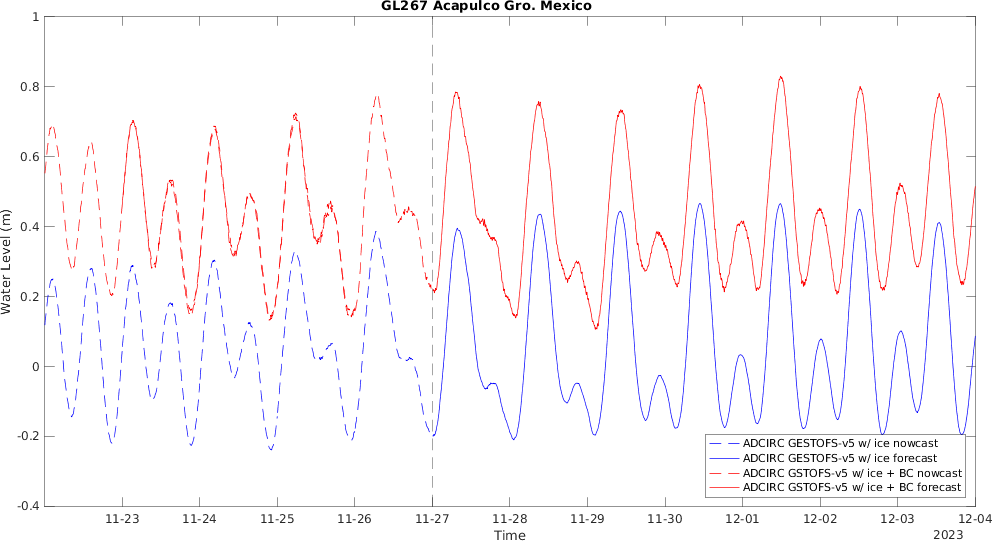 GL267 Acapulco Gro. Mexico
1
0.8
0.6
0.4
0.2
0
-0.2
-0.4
Water Level (m)
11-23 11-24 11-25 11-26 11-27 11-28 11-29 11-30 12-01 12-02 12-03 12-04
Time
2023
ADCIRC GESTOFS-v5 w/ ice nowcast
ADCIRC GESTOFS-v5 w/ ice forecast
ADCIRC GSTOFS-v5 w/ ice + BC nowcast
ADCIRC GSTOFS-v5 w/ ice + BC forecast